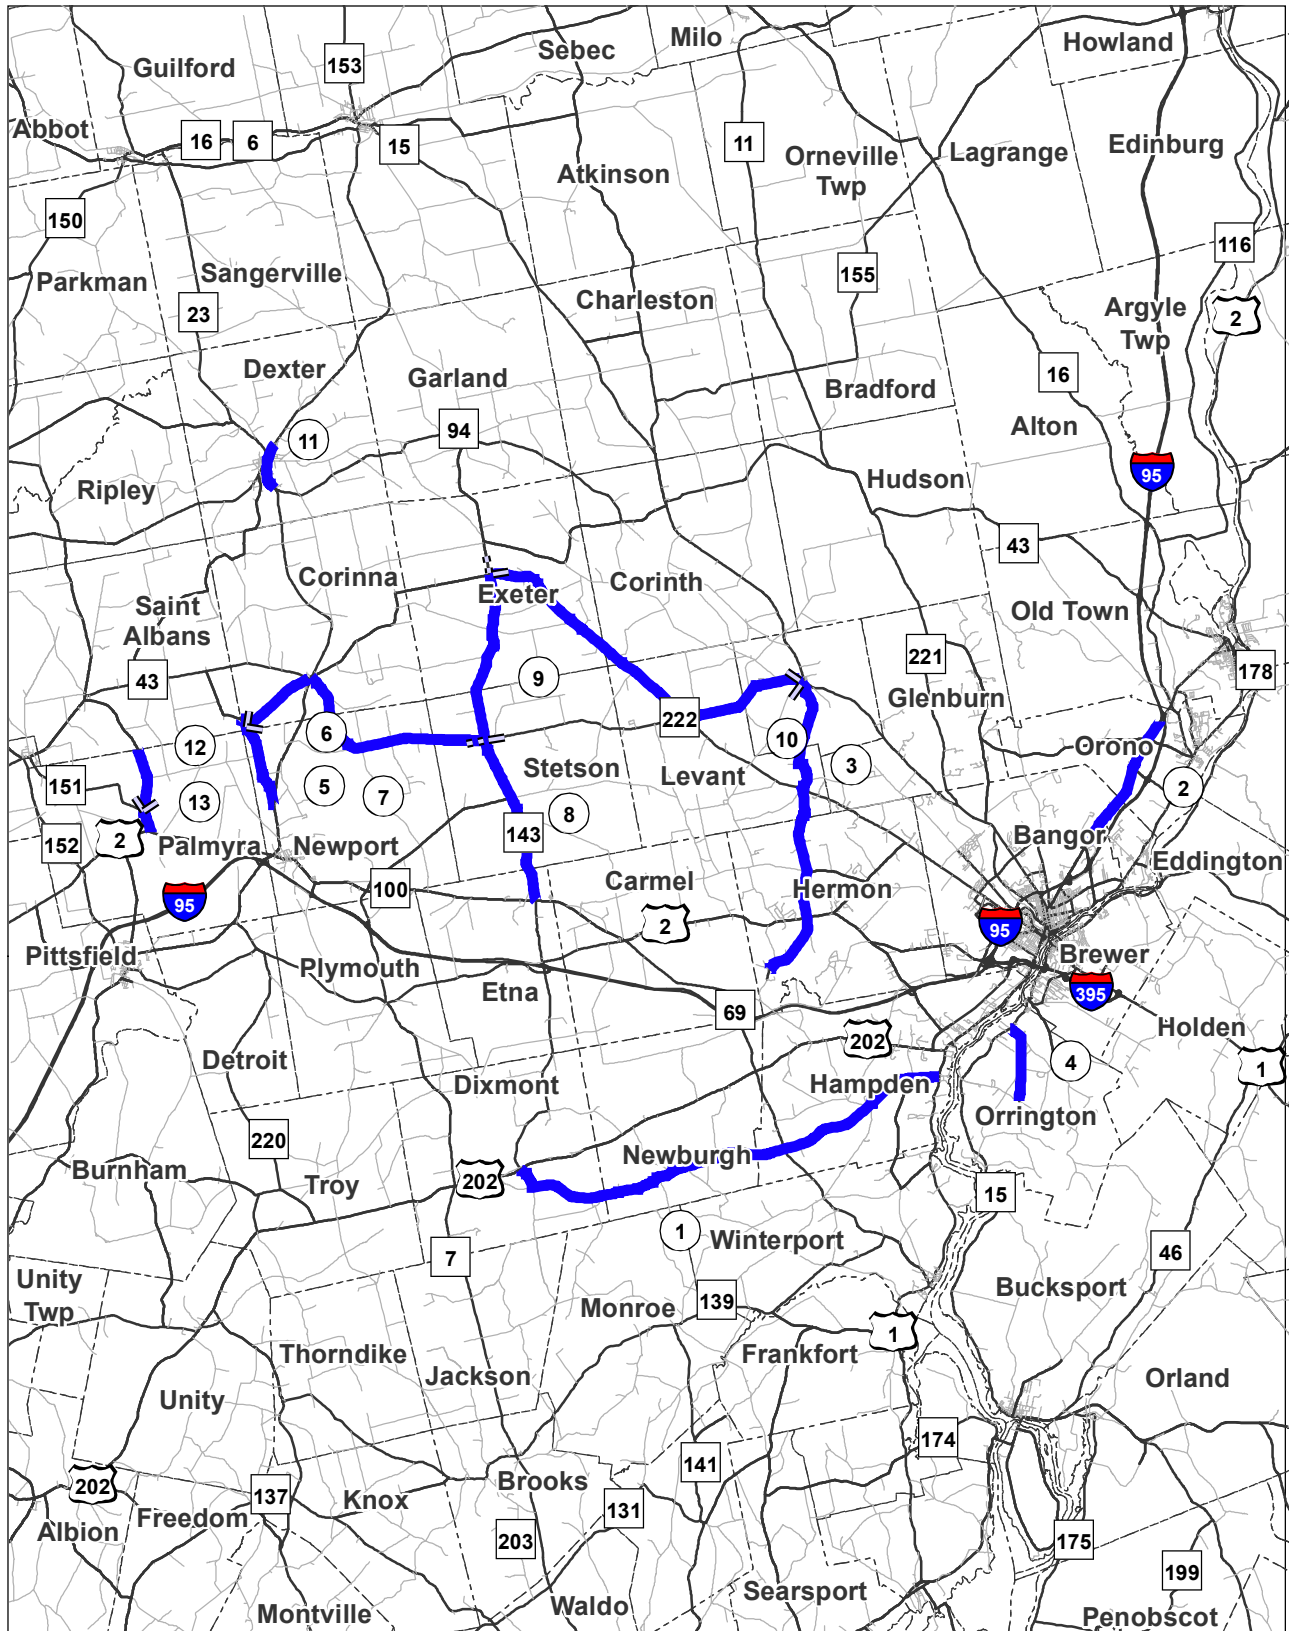 Howland
Milo
Sebec
153
Guilford
Abbot
16
6
15
11
Orneville
Twp
Lagrange
Edinburg
Atkinson
150
116
Parkman
Sangerville
155
23
Charleston
Argyle
Twp
2
Dexter
Garland
16
Bradford
Alton
11
94
95
Hudson
Ripley
43
Corinna
Exeter
Corinth
Saint
Albans
Old Town
221
178
43
9
Glenburn
222
6
10
12
Orono
3
Stetson
Levant
151
5
7
2
13
8
143
2
152
Palmyra
Newport
Bangor
Eddington
100
Carmel
Hermon
95
2
95
Pittsfield
Plymouth
Brewer
Etna
395
69
Holden
202
Detroit
4
1
Dixmont
Hampden
Orrington
220
Newburgh
Burnham
Troy
202
15
1
Winterport
7
46
Unity
Twp
Bucksport
139
Monroe
1
Thorndike
Frankfort
Jackson
Orland
Unity
174
141
202
Brooks
137
Knox
131
Freedom
Albion
203
175
199
Searsport
Waldo
Montville
Penobscot